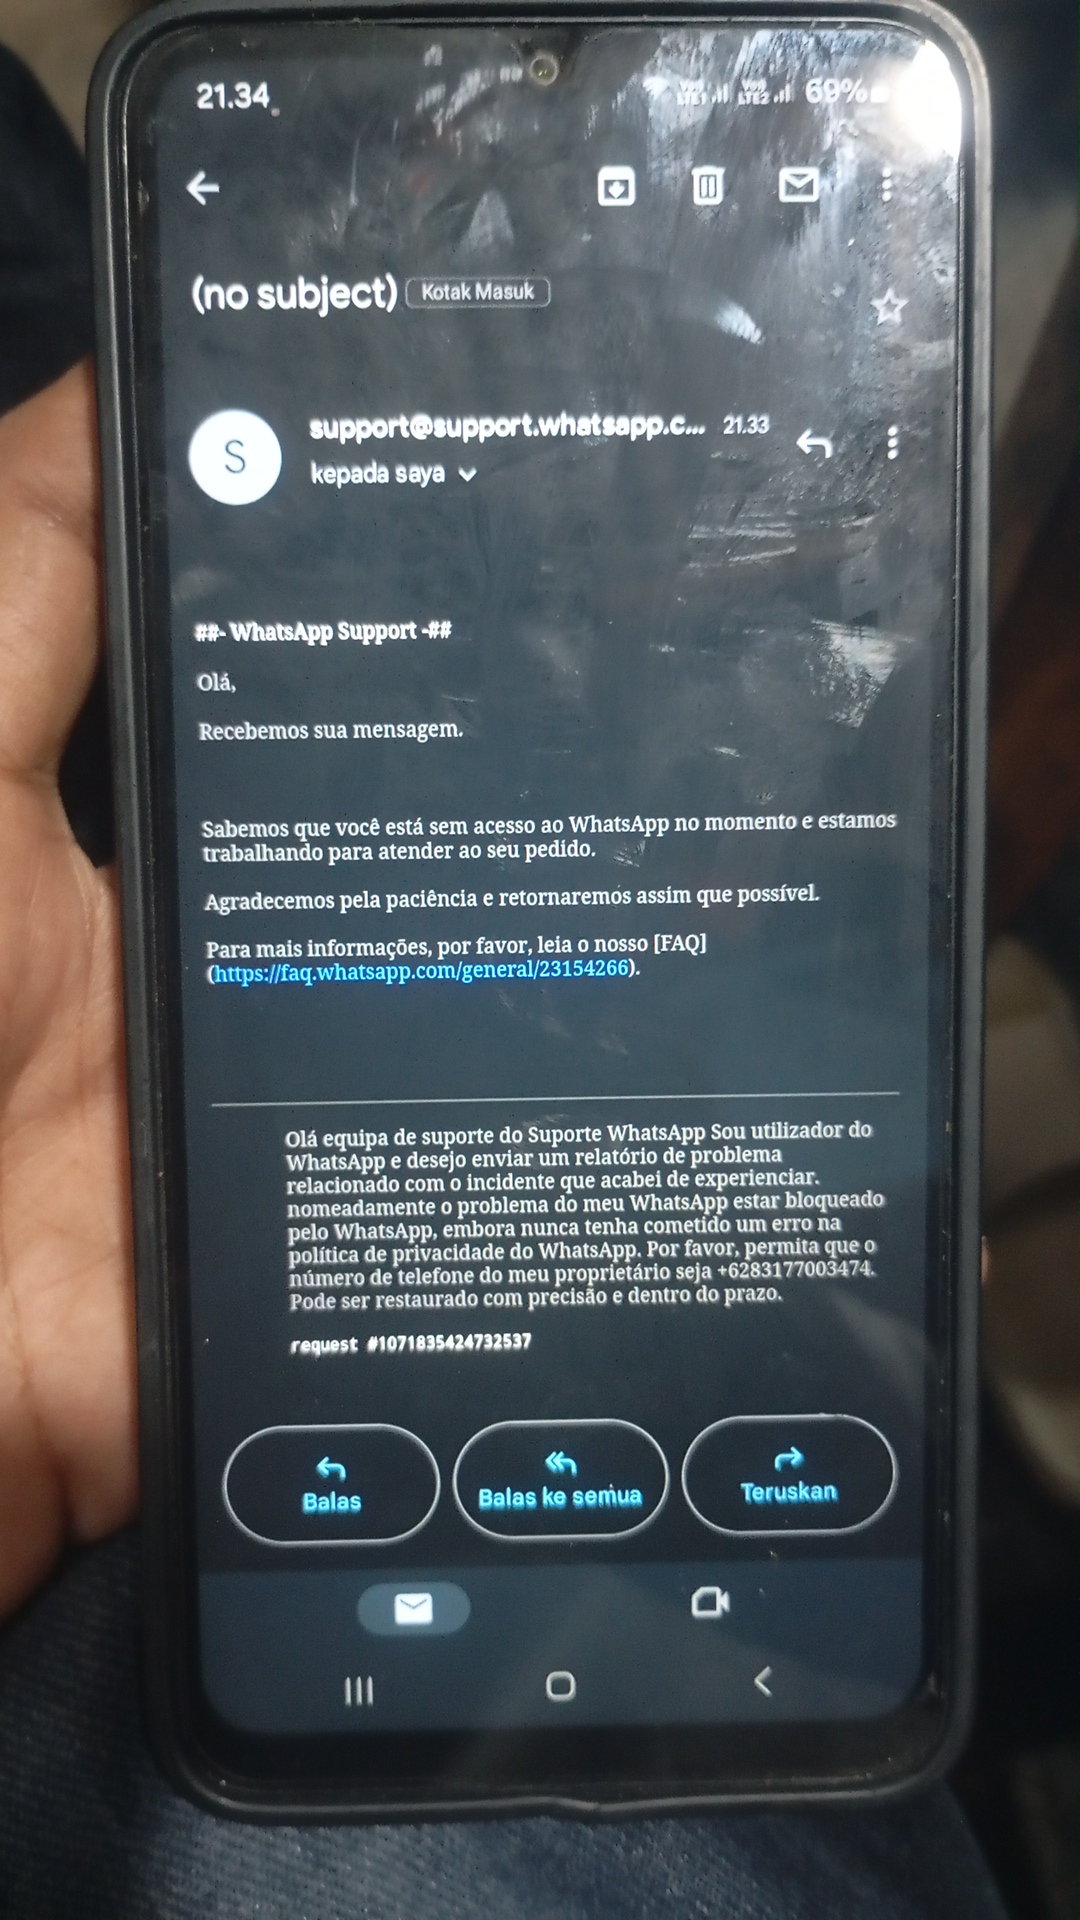 21.34
LTE1 LTE2 69%
(no subject) Kotak Masuk
S
support@support.whatsapp.c... 21.33
kepada saya
##- WhatsApp Support -##
Olá,
Recebemos sua mensagem.
Sabemos que você está sem acesso ao WhatsApp no momento e estamos
trabalhando para atender ao seu pedido.
Agradecemos pela paciência e retornaremos assim que possível.
Para mais informações, por favor, leia o nosso [FAQ]
(https://faq.whatsapp.com/general/23154266).
Olá equipa de suporte do Suporte WhatsApp Sou utilizador do
WhatsApp e desejo enviar um relatório de problema
relacionado com o incidente que acabei de experienciar.
nomeadamente o problema do meu WhatsApp estar bloqueado
pelo WhatsApp, embora nunca tenha cometido um erro na
política de privacidade do WhatsApp. Por favor, permita que o
número de telefone do meu proprietário seja +6283177003474.
Pode ser restaurado com precisão e dentro do prazo.
request #1071835424732537
Balas
Balas ke semua
Teruskan